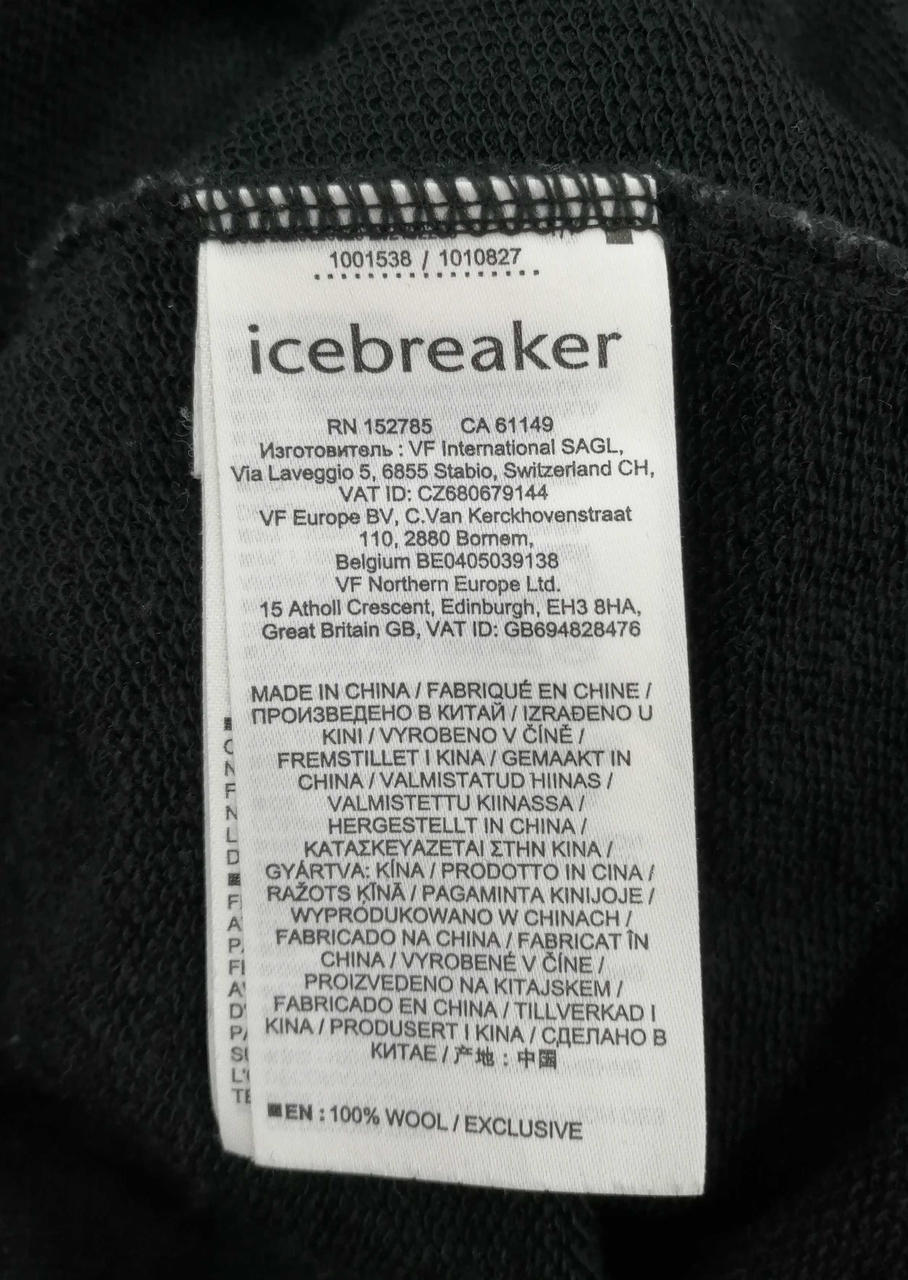 1001538 / 1010827
icebreaker
RN 152785 CA 61149
Изготовитель : VF International SAGL,
Via Laveggio 5, 6855 Stabio, Switzerland CH,
VAT ID: CZ680679144
VF Europe BV, C.Van Kerckhovenstraat
110, 2880 Bornem,
Belgium BE0405039138
VF Northern Europe Ltd.
15 Atholl Crescent, Edinburgh, EH3 8HA,
Great Britain GB, VAT ID: GB694828476
MADE IN CHINA / FABRIQUÉ EN CHINE /
ПРОИЗВЕДЕНО В КИТАЙ / IZRAĐENO U
KINI / VYROBENO V ČÍNĚ /
FREMSTILLET I KINA / GEMAAKT IN
CHINA / VALMISTATUD HIINAS /
VALMISTETTU KIINASSA /
HERGESTELLT IN CHINA /
ΚΑΤΑΣΚΕΥΑΖΕΤΑΙ ΣΤΗΝ ΚΙΝΑ /
GYÁRTVA: KÍNA / PRODOTTO IN CINA /
RAŽOTS ĶĪNĀ / PAGAMINTA KINIJOJE /
WYPRODUKOWANO W CHINACH /
FABRICADO NA CHINA / FABRICAT ÎN
CHINA / VYROBENÉ V ČÍNE /
PROIZVEDENO NA KITAJSKEM /
FABRICADO EN CHINA / TILLVERKAD I
KINA / PRODUSERT I KINA / СДЕЛАНО В
КИТАЕ / 产地：中国
EN : 100% WOOL / EXCLUSIVE